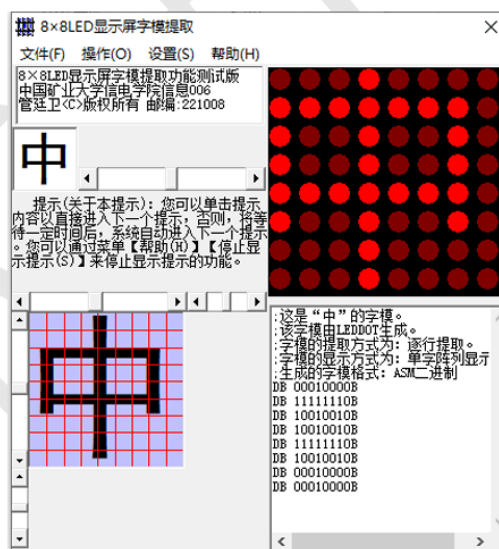 8×8LED显示屏字模提取
文件(F) 操作(O) 设置(S) 帮助(H)
8×8LED显示屏字模提取功能测试版
中国矿业大学信电学院信息006
管廷卫<C>版权所有 邮编:221008
中
提示(关于本提示): 您可以单击提示
内容以直接进入下一个提示，否则，将等
待一定时间后，系统自动进入下一个提示
。您可以通过菜单【帮助(H)】【停止显
示提示(S)】来停止显示提示的功能。
中
;这是“中”的字模。
;该字模由LEDDOT生成。
;字模的提取方式为: 逐行提取。
;字模的显示方式为: 单字阵列显示
;生成的字模格式: ASM二进制
DB 00010000B
DB 11111110B
DB 10010010B
DB 10010010B
DB 11111110B
DB 10010010B
DB 00010000B
DB 00010000B